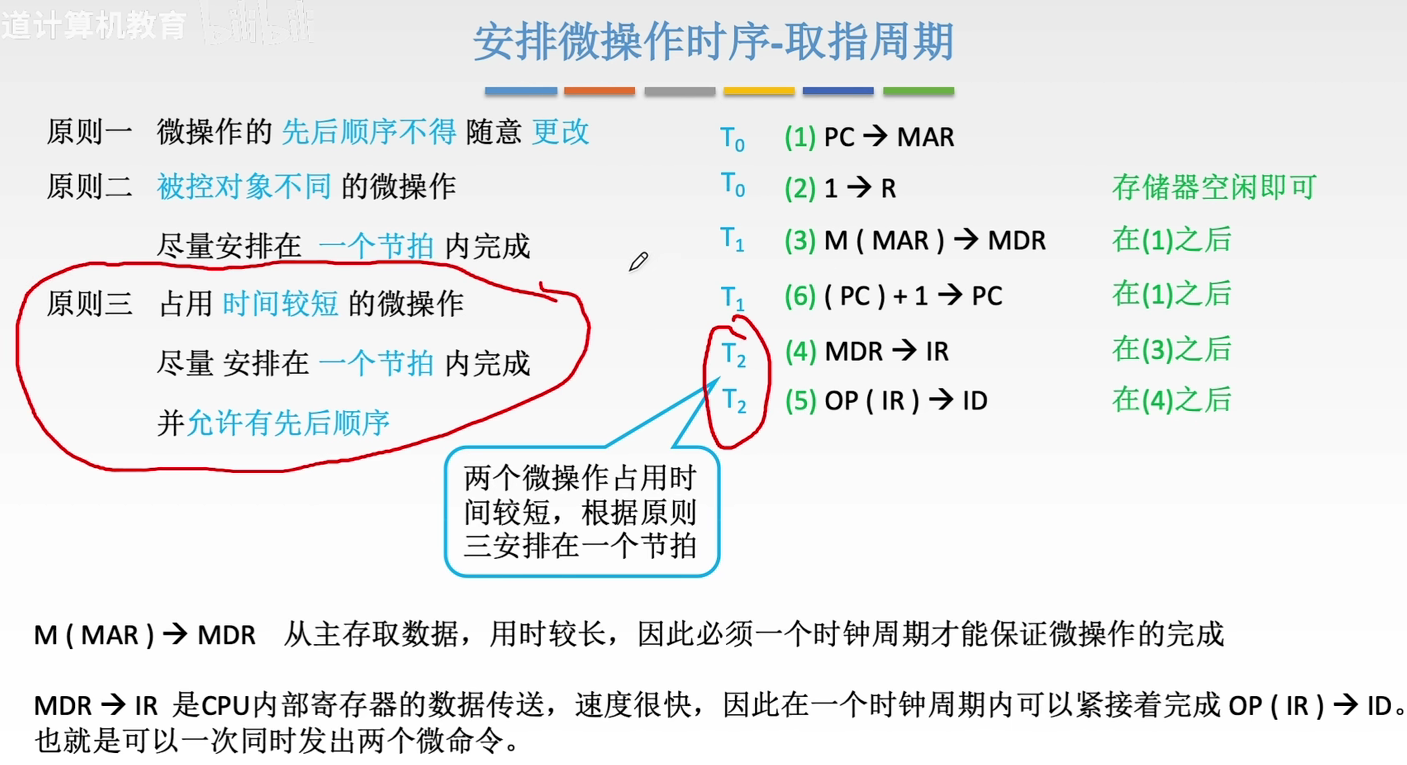 道计算机教育
安排微操作时序-取指周期
原则一 微操作的 先后顺序不得 随意 更改
原则二 被控对象不同 的微操作
尽量安排在 一个节拍 内完成
原则三 占用 时间较短 的微操作
尽量 安排在 一个节拍 内完成
并允许有先后顺序
T₀ (1) PC → MAR
T₀ (2) 1 → R 存储器空闲即可
T₁ (3) M ( MAR ) → MDR 在(1)之后
T₁ (6) ( PC ) + 1 → PC 在(1)之后
T₂ (4) MDR → IR 在(3)之后
T₂ (5) OP ( IR ) → ID 在(4)之后
两个微操作占用时
间较短，根据原则
三安排在一个节拍
M ( MAR ) → MDR 从主存取数据，用时较长，因此必须一个时钟周期才能保证微操作的完成
MDR → IR 是CPU内部寄存器的数据传送，速度很快，因此在一个时钟周期内可以紧接着完成 OP ( IR ) → ID。
也就是可以一次同时发出两个微命令。